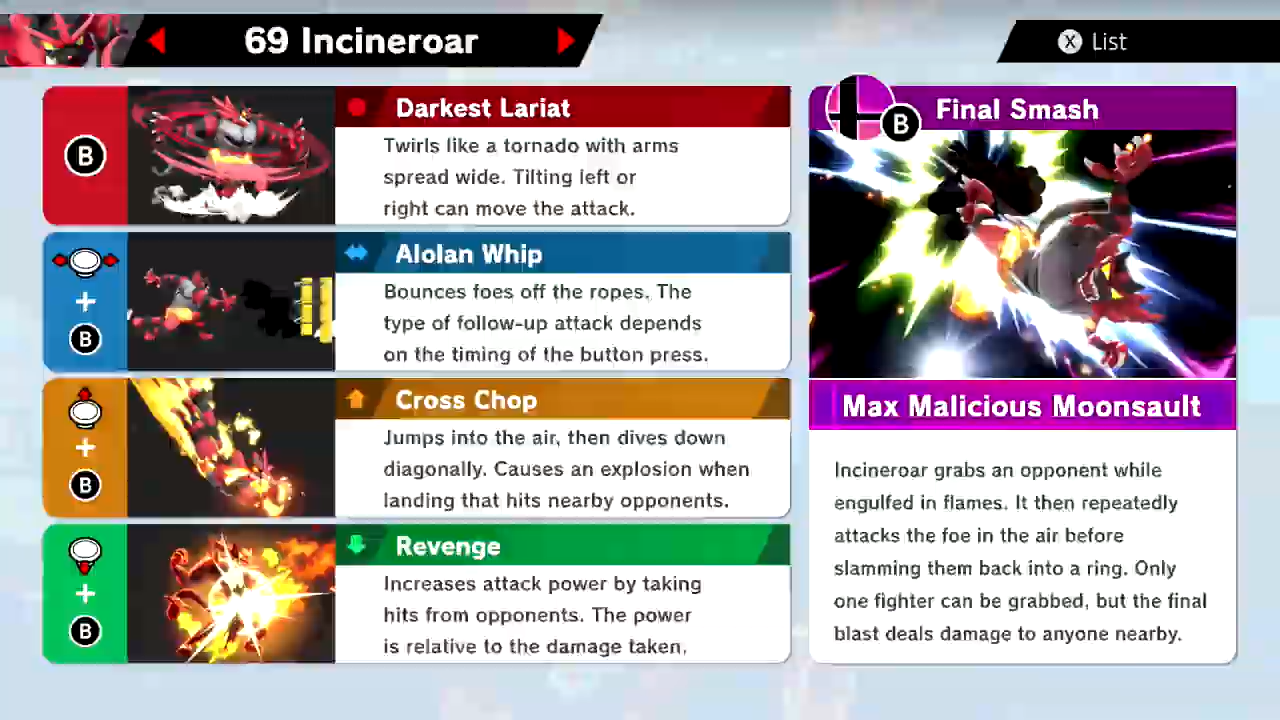 69 Incineroar
X List
B
Darkest Lariat
Twirls like a tornado with arms
spread wide. Tilting left or
right can move the attack.
+
B
Alolan Whip
Bounces foes off the ropes. The
type of follow-up attack depends
on the timing of the button press.
+
B
Cross Chop
Jumps into the air, then dives down
diagonally. Causes an explosion when
landing that hits nearby opponents.
+
B
Revenge
Increases attack power by taking
hits from opponents. The power
is relative to the damage taken.
B
Final Smash
Max Malicious Moonsault
Incineroar grabs an opponent while
engulfed in flames. It then repeatedly
attacks the foe in the air before
slamming them back into a ring. Only
one fighter can be grabbed, but the final
blast deals damage to anyone nearby.